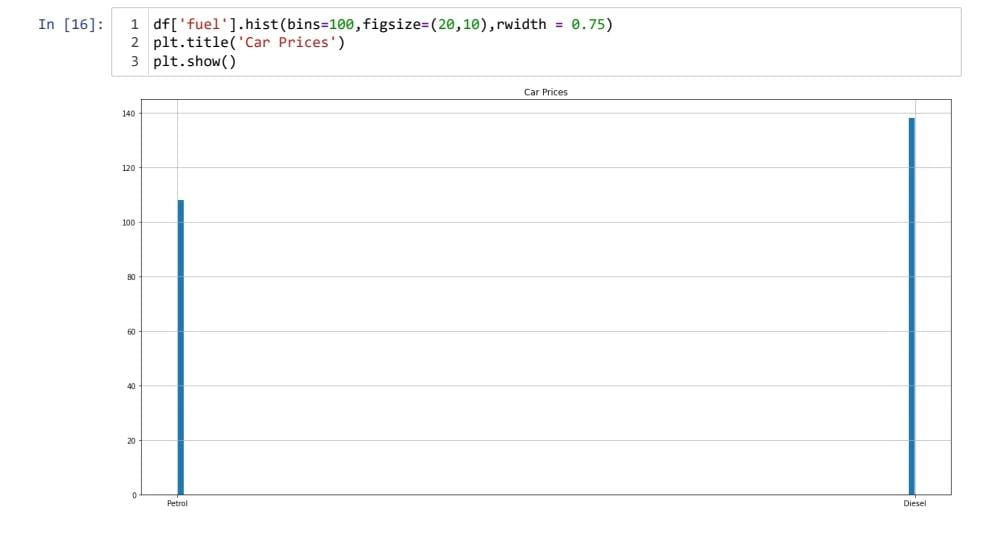 In [16]:
1 df['fuel'].hist(bins=100,figsize=(20,10),rwidth = 0.75)
2 plt.title('Car Prices')
3 plt.show()
Car Prices
140
120
100
80
60
40
20
0
Petrol Diesel